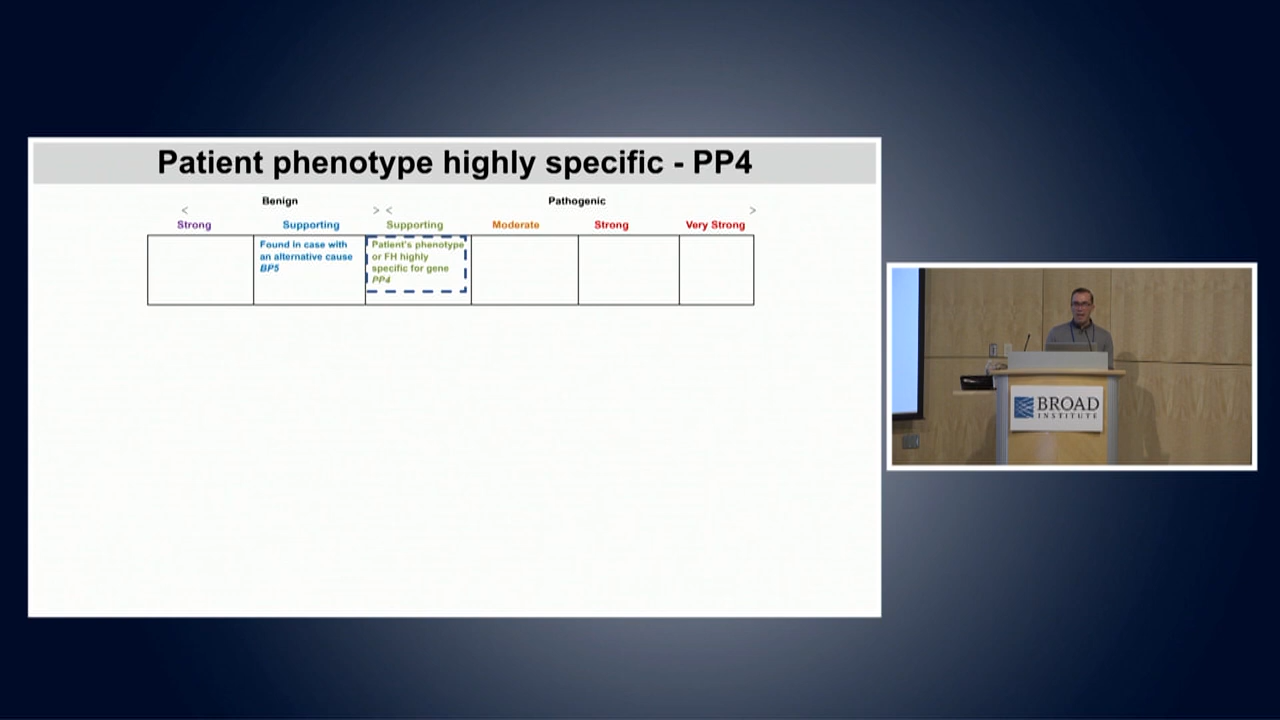 Patient phenotype highly specific - PP4
Benign Pathogenic
< > < >
Strong Supporting Supporting Moderate Strong Very Strong
Found in case with
an alternative cause
BP5
Patient's phenotype
or FH highly
specific for gene
PP4
BROAD
INSTITUTE